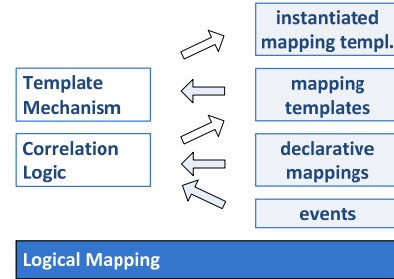 instantiated
mapping templ.
Template
Mechanism
mapping
templates
Correlation
Logic
declarative
mappings
events
Logical Mapping